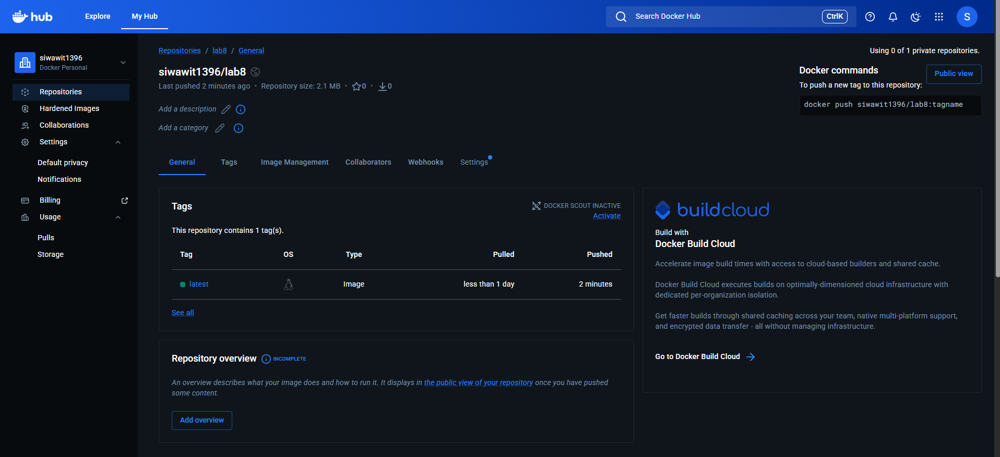 hub
Explore
My Hub
Search Docker Hub
CtrlK
S
siwawit1396
Docker Personal
Repositories
Hardened Images
Collaborations
Settings
Default privacy
Notifications
Billing
Usage
Pulls
Storage
Repositories / lab8 / General
Using 0 of 1 private repositories.
siwawit1396/lab8
Last pushed 2 minutes ago • Repository size: 2.1 MB • 0 • 0
Add a description
Add a category
Docker commands
Public view
To push a new tag to this repository:
docker push siwawit1396/lab8:tagname
General
Tags
Image Management
Collaborators
Webhooks
Settings
Tags
DOCKER SCOUT INACTIVE
Activate
This repository contains 1 tag(s).
Tag OS Type Pulled Pushed
latest Image less than 1 day 2 minutes
See all
Repository overview
INCOMPLETE
An overview describes what your image does and how to run it. It displays in the public view of your repository once you have pushed
some content.
Add overview
buildcloud
Build with
Docker Build Cloud
Accelerate image build times with access to cloud-based builders and shared cache.
Docker Build Cloud executes builds on optimally-dimensioned cloud infrastructure with
dedicated per-organization isolation.
Get faster builds through shared caching across your team, native multi-platform support,
and encrypted data transfer - all without managing infrastructure.
Go to Docker Build Cloud